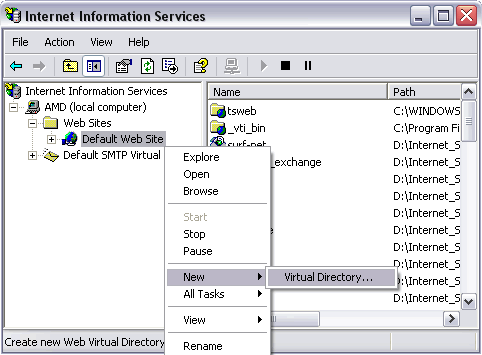 Internet Information Services
File Action View Help
Internet Information Services
AMD (local computer)
Web Sites
Default Web Site
Default SMTP Virtual
Name Path
tsweb C:\WINDOWS
_vti_bin C:\Program Fi
surf-net D:\Internet_S
_exchange D:\Internet_S
D:\Internet_S
D:\Internet_S
D:\Internet_S
D:\Internet_S
D:\Internet_S
D:\Internet_S
Explore
Open
Browse
Start
Stop
Pause
New
Virtual Directory...
All Tasks
View
Rename
Create new Web Virtual Directory